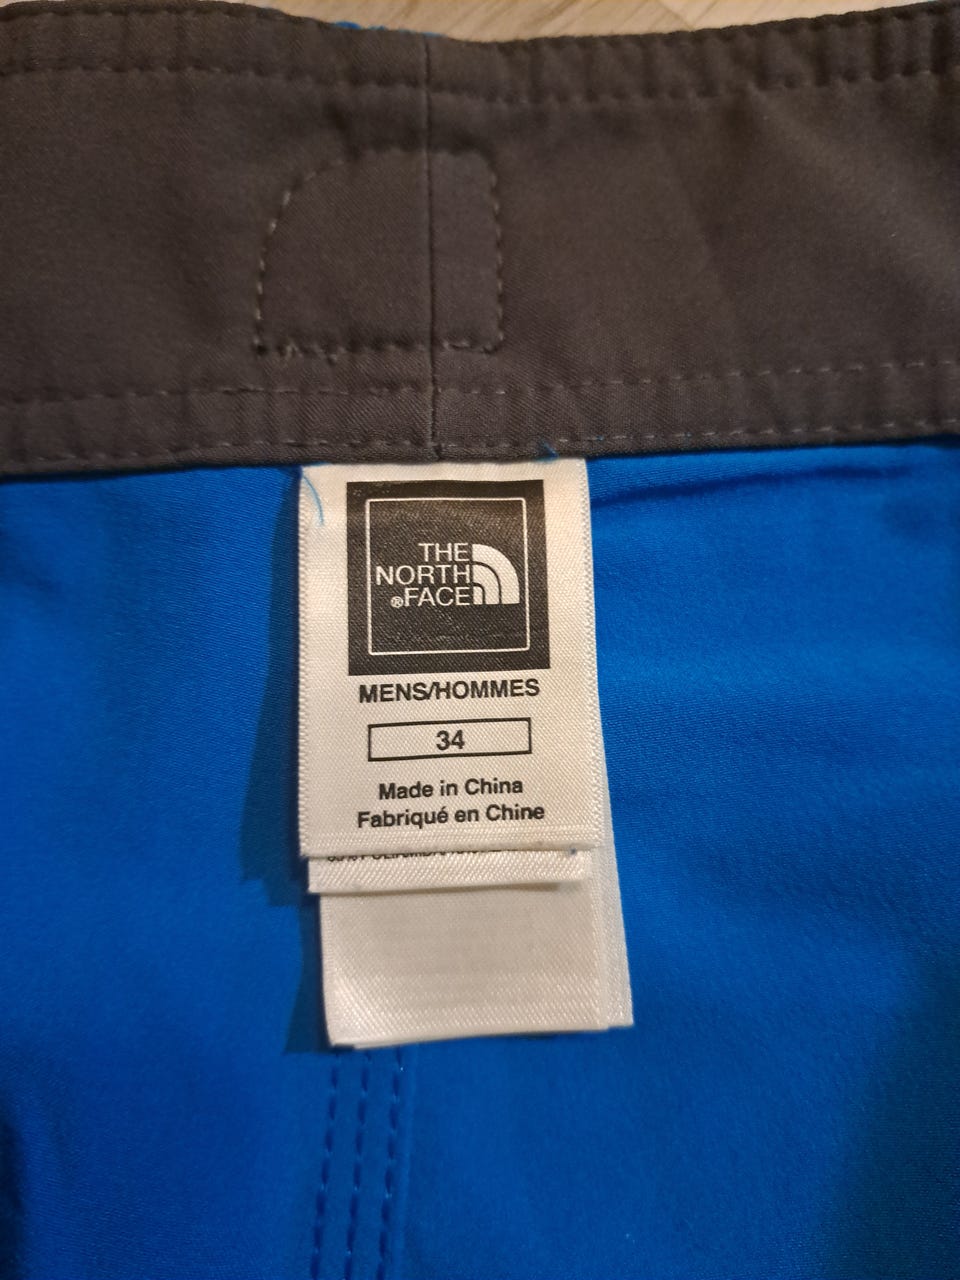 THE
NORTH
®FACE
MENS/HOMMES
34
Made in China
Fabriqué en Chine